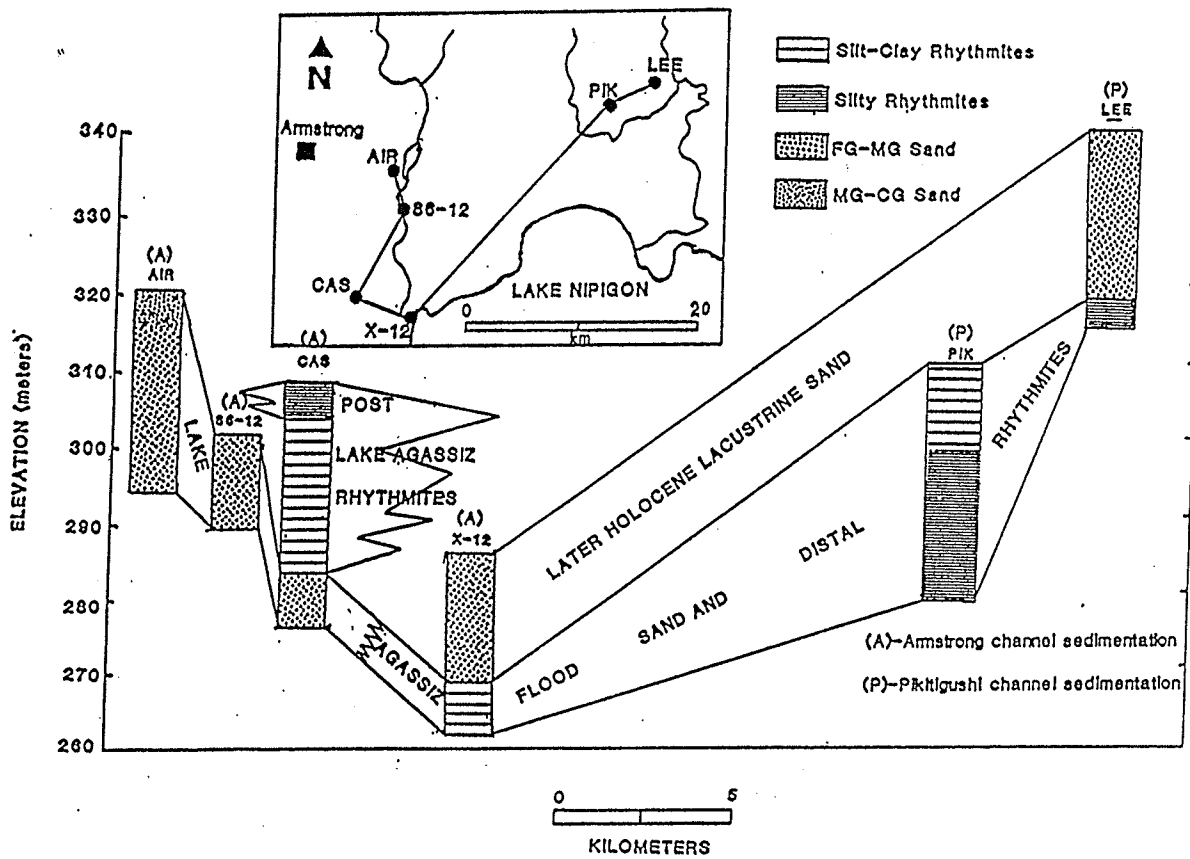 N
Armstrong
AIR
86-12
CAS
X-12
PIK
LEE
LAKE NIPIGON
0 20
km
Silt-Clay Rhythmites
Silty Rhythmites
FG-MG Sand
MG-CG Sand
ELEVATION (meters)
340
330
320
310
300
290
280
270
260
(A)
AIR
(A)
86-12
(A)
CAS
(A)
X-12
(P)
PIK
(P)
LEE
LAKE
POST
LAKE AGASSIZ
RHYTHMITES
AGASSIZ
LATER HOLOCENE LACUSTRINE SAND
FLOOD SAND AND DISTAL RHYTHMITES
(A)-Armstrong channel sedimentation
(P)-Pikitigushi channel sedimentation
0 5
KILOMETERS